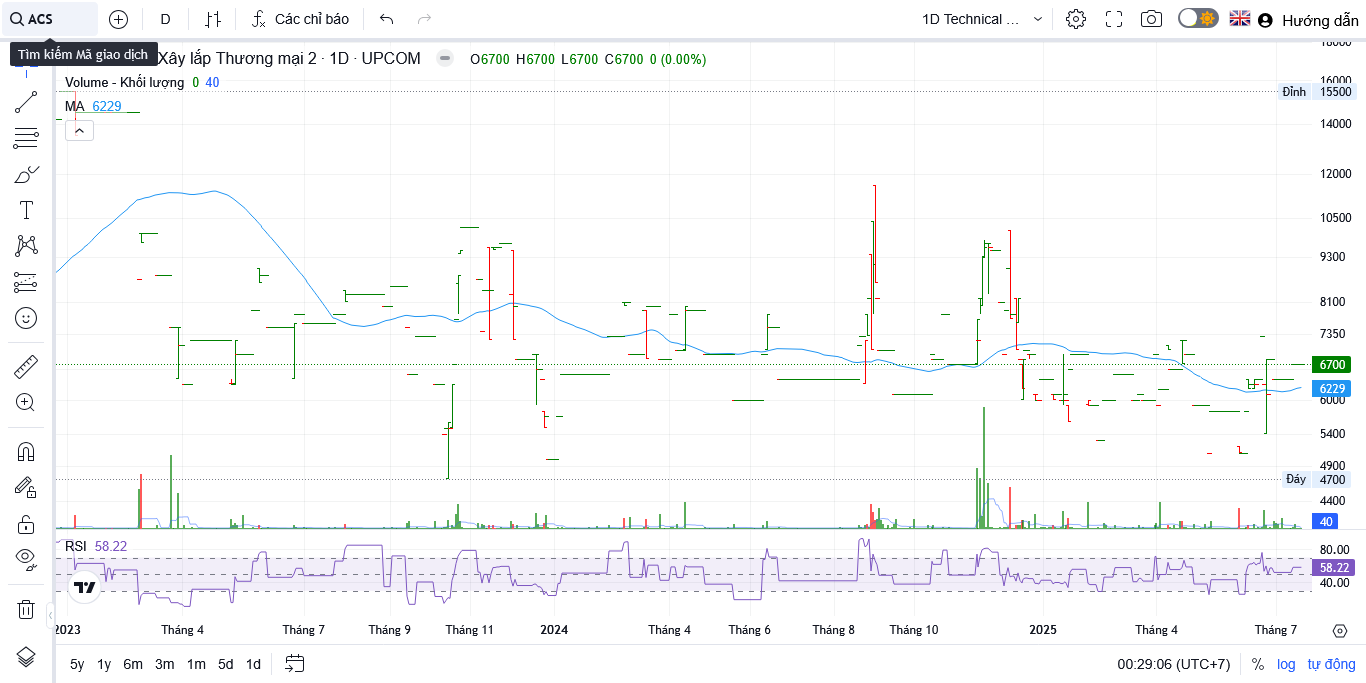 ACS D Các chỉ báo 1D Technical ... Hướng dẫn
Tìm kiếm Mã giao dịch
Xây lắp Thương mại 2 · 1D · UPCOM O6700 H6700 L6700 C6700 0 (0.00%)
Volume - Khối lượng 0 40
MA 6229
18000
16000
Đỉnh 15500
14000
12000
10500
9300
8100
7350
6700
6229
6000
5400
4900
Đáy 4700
4400
40
RSI 58.22
80.00
58.22
40.00
2023 Tháng 4 Tháng 7 Tháng 9 Tháng 11 2024 Tháng 4 Tháng 6 Tháng 8 Tháng 10 2025 Tháng 4 Tháng 7
5y 1y 6m 3m 1m 5d 1d 00:29:06 (UTC+7) % log tự động